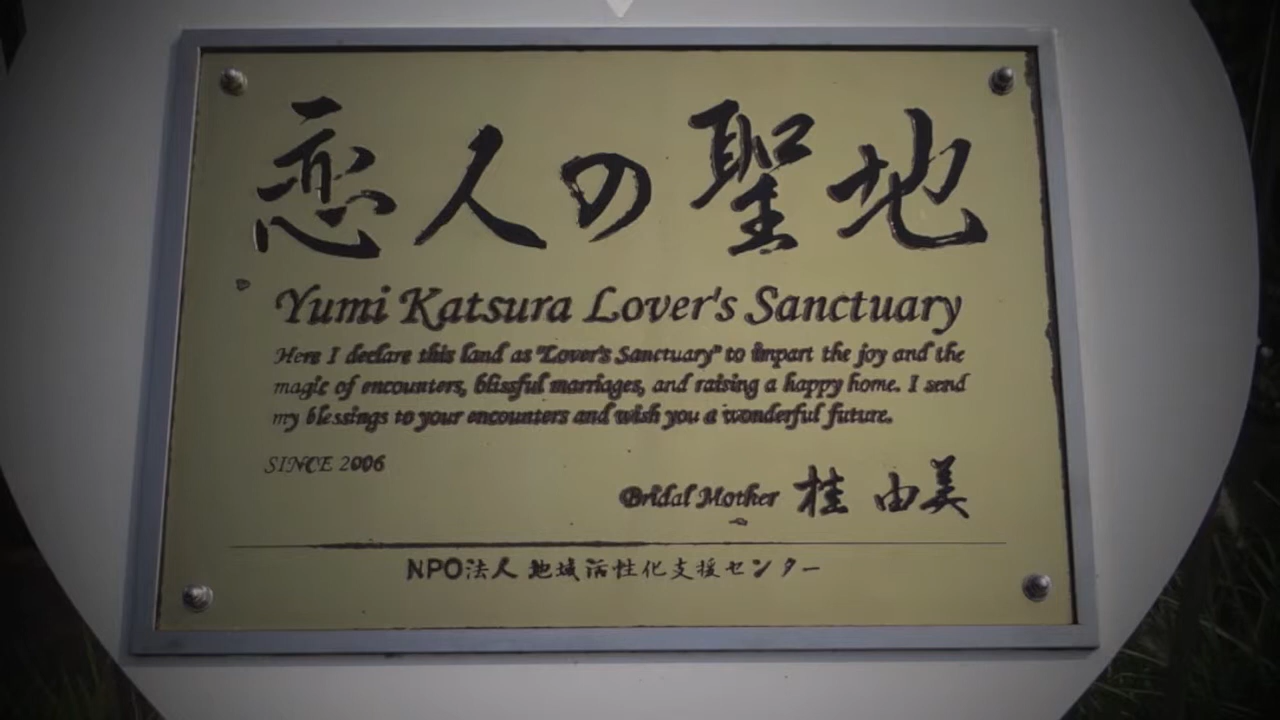 恋人の聖地
Yumi Katsura Lover's Sanctuary
Here I declare this land as "Lover's Sanctuary" to impart the joy and the
magic of encounters, blissful marriages, and raising a happy home. I send
my blessings to your encounters and wish you a wonderful future.
SINCE 2006
Bridal Mother 桂 由美
NPO法人 地域活性化支援センター